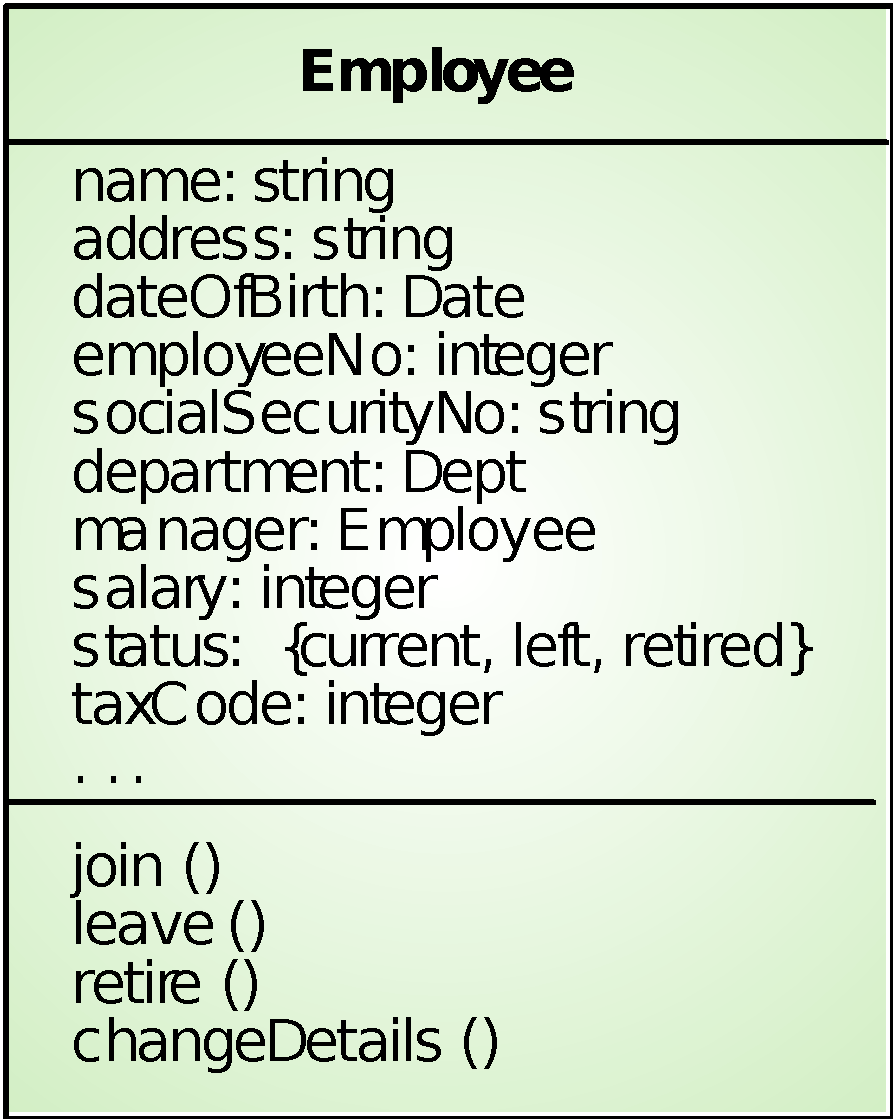 Employee
name: string
address: string
dateOfBirth: Date
employeeNo: integer
socialSecurityNo: string
department: Dept
manager: Employee
salary: integer
status: {current, left, retired}
taxCode: integer
. . .
join ()
leave ()
retire ()
changeDetails ()